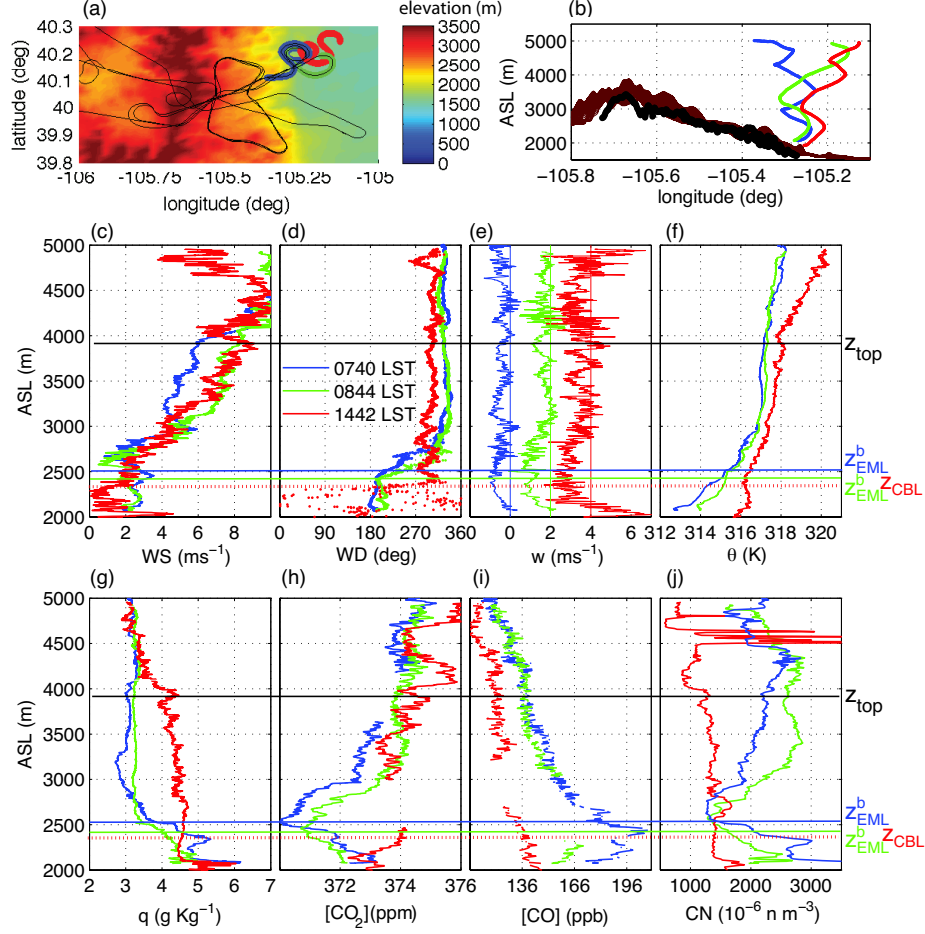 (a)
elevation (m)
(b)
40.3
40.2
40.1
40
39.9
39.8
latitude (deg)
-106
-105.75
-105.5
-105.25
-105
longitude (deg)
3500
3000
2500
2000
1500
1000
500
0
5000
4000
3000
2000
ASL (m)
-105.8
-105.6
-105.4
-105.2
longitude (deg)
(c)
(d)
(e)
(f)
5000
4500
4000
3500
3000
2500
2000
ASL (m)
0740 LST
0844 LST
1442 LST
z_top
z^b_EML
z^b_EML
z_CBL
0 2 4 6 8
0 90 180 270 360
0 2 4 6
312 314 316 318 320
WS (ms⁻¹)
WD (deg)
w (ms⁻¹)
θ (K)
(g)
(h)
(i)
(j)
5000
4500
4000
3500
3000
2500
2000
ASL (m)
z_top
z^b_EML
z^b_EML
z_CBL
2 3 4 5 6 7
372 374 376
136 166 196
1000 2000 3000
q (g Kg⁻¹)
[CO₂](ppm)
[CO] (ppb)
CN (10⁻⁶ n m⁻³)